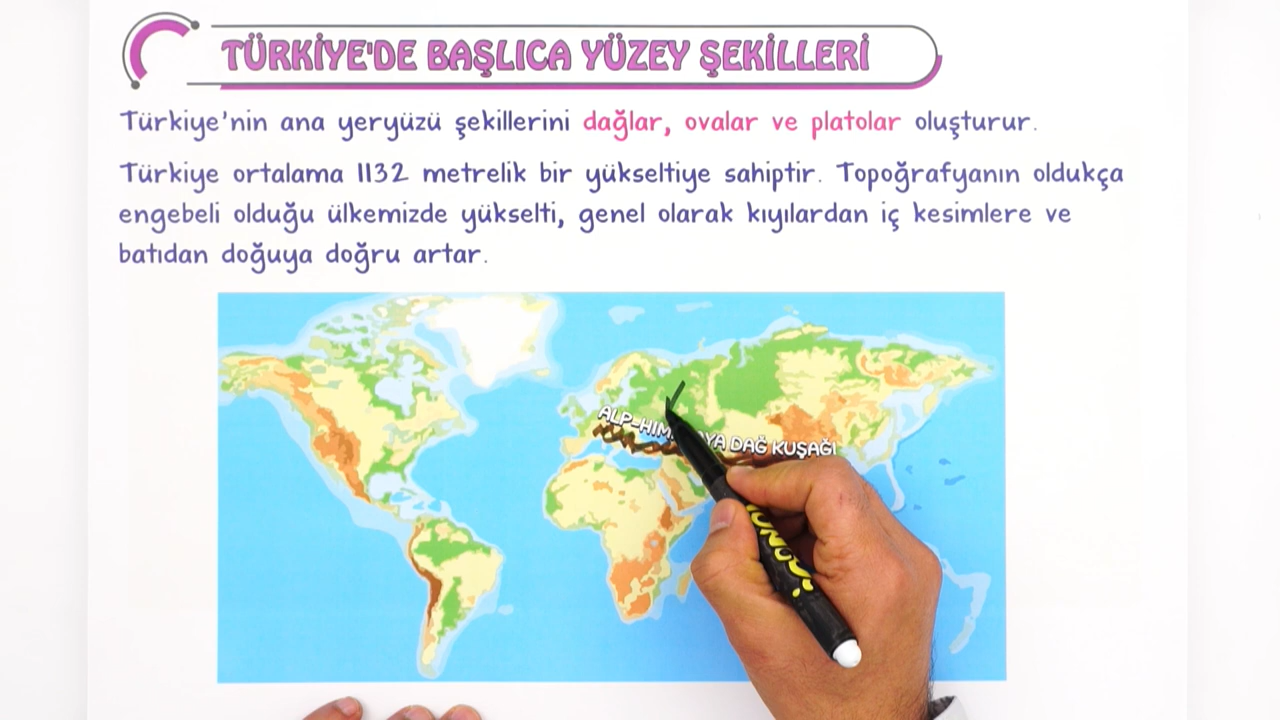 TÜRKİYE'DE BAŞLICA YÜZEY ŞEKİLLERİ
Türkiye'nin ana yeryüzü şekillerini dağlar, ovalar ve platolar oluşturur.
Türkiye ortalama 1132 metrelik bir yükseltiye sahiptir. Topoğrafyanın oldukça
engebeli olduğu ülkemizde yükselti, genel olarak kıyılardan iç kesimlere ve
batıdan doğuya doğru artar.
DAĞ KUŞAĞI